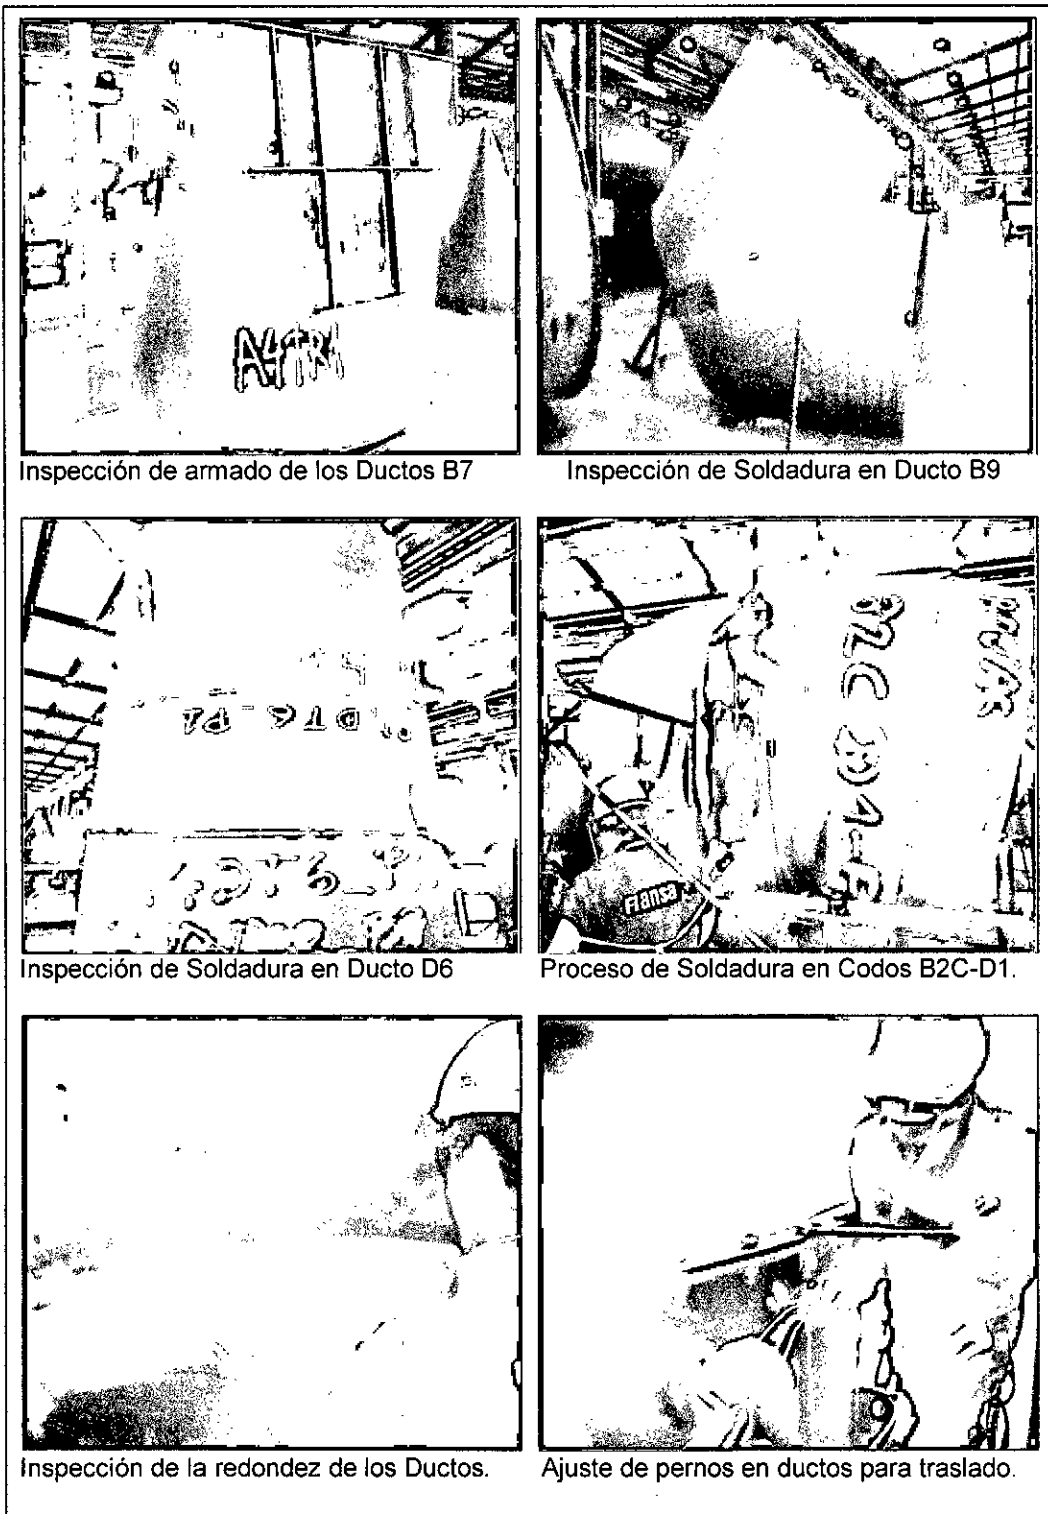 Inspección de armado de los Ductos B7
Inspección de Soldadura en Ducto B9
Inspección de Soldadura en Ducto D6
Proceso de Soldadura en Codos B2C-D1.
Fransa
Inspección de la redondez de los Ductos.
Ajuste de pernos en ductos para traslado.